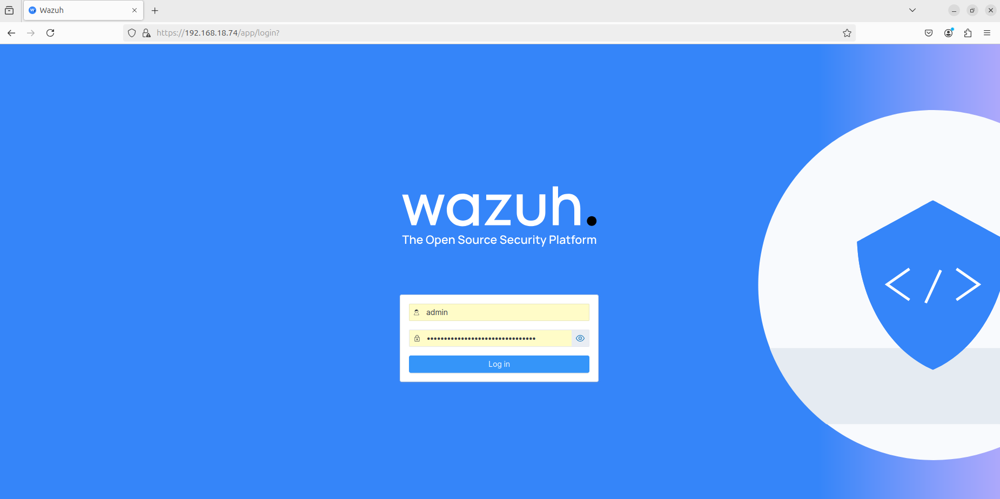 Wazuh
https://192.168.18.74/app/login?
wazuh.
The Open Source Security Platform
</>
admin
••••••••••••••••••••••••••••••••
Log in